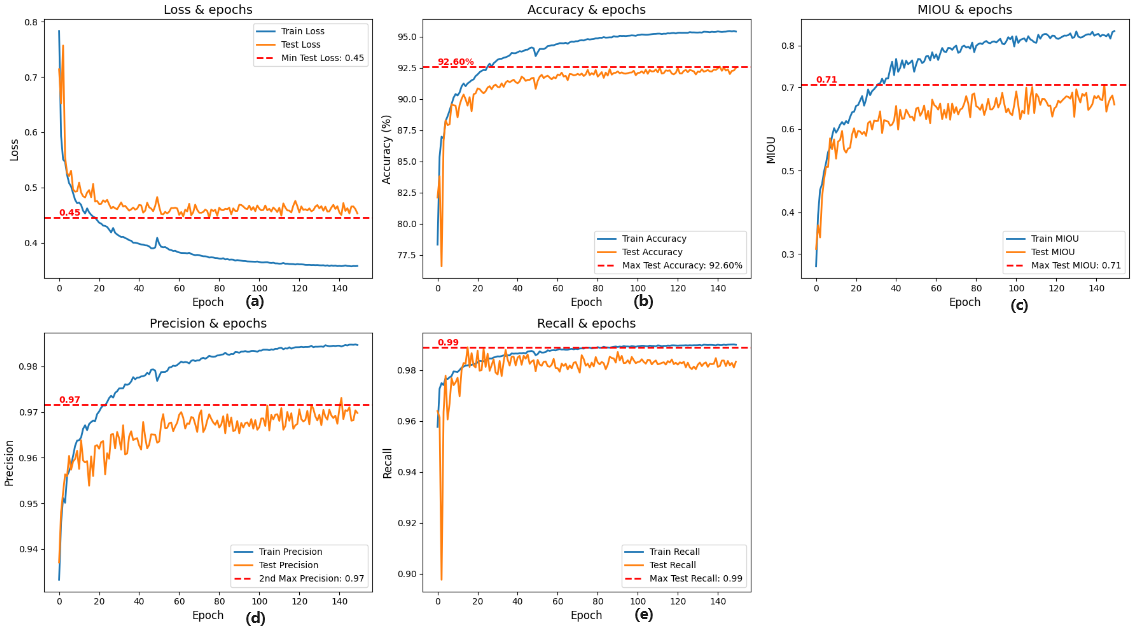 Loss & epochs
0.8
0.7
0.6
0.5
0.4
Loss
0.45
Train Loss
Test Loss
Min Test Loss: 0.45
0 20 40 60 80 100 120 140
Epoch
(a)
Accuracy & epochs
95.0
92.5
90.0
87.5
85.0
82.5
80.0
77.5
Accuracy (%)
92.60%
Train Accuracy
Test Accuracy
Max Test Accuracy: 92.60%
0 20 40 60 80 100 120 140
Epoch
(b)
MIOU & epochs
0.8
0.7
0.6
0.5
0.4
0.3
MIOU
0.71
Train MIOU
Test MIOU
Max Test MIOU: 0.71
0 20 40 60 80 100 120 140
Epoch
(c)
Precision & epochs
0.98
0.97
0.96
0.95
0.94
Precision
0.97
Train Precision
Test Precision
2nd Max Precision: 0.97
0 20 40 60 80 100 120 140
Epoch
(d)
Recall & epochs
0.98
0.96
0.94
0.92
0.90
Recall
0.99
Train Recall
Test Recall
Max Test Recall: 0.99
0 20 40 60 80 100 120 140
Epoch
(e)